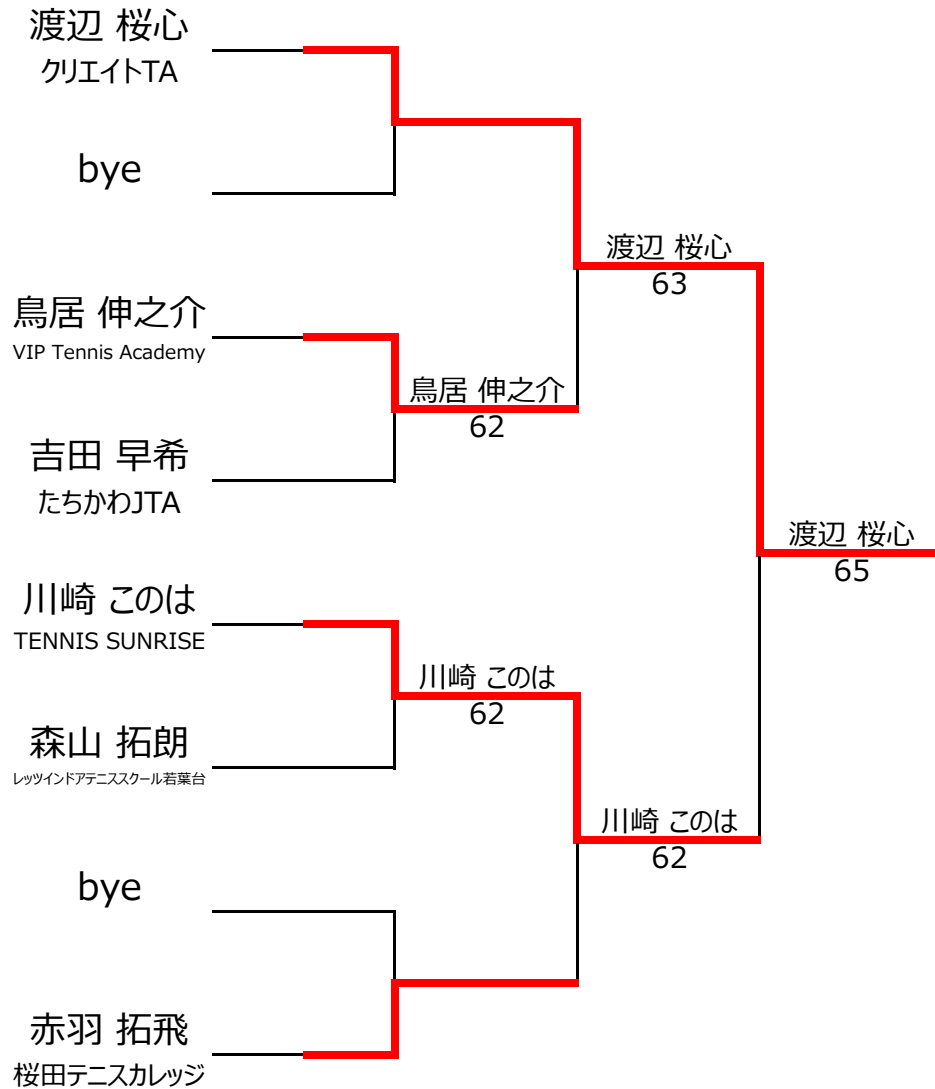 渡辺 桜心
クリエイトTA
bye
鳥居 伸之介
VIP Tennis Academy
吉田 早希
たちかわJTA
川崎 このは
TENNIS SUNRISE
森山 拓朗
レッツインドアテニススクール若葉台
bye
赤羽 拓飛
桜田テニスカレッジ
鳥居 伸之介
62
川崎 このは
62
渡辺 桜心
63
川崎 このは
62
渡辺 桜心
65